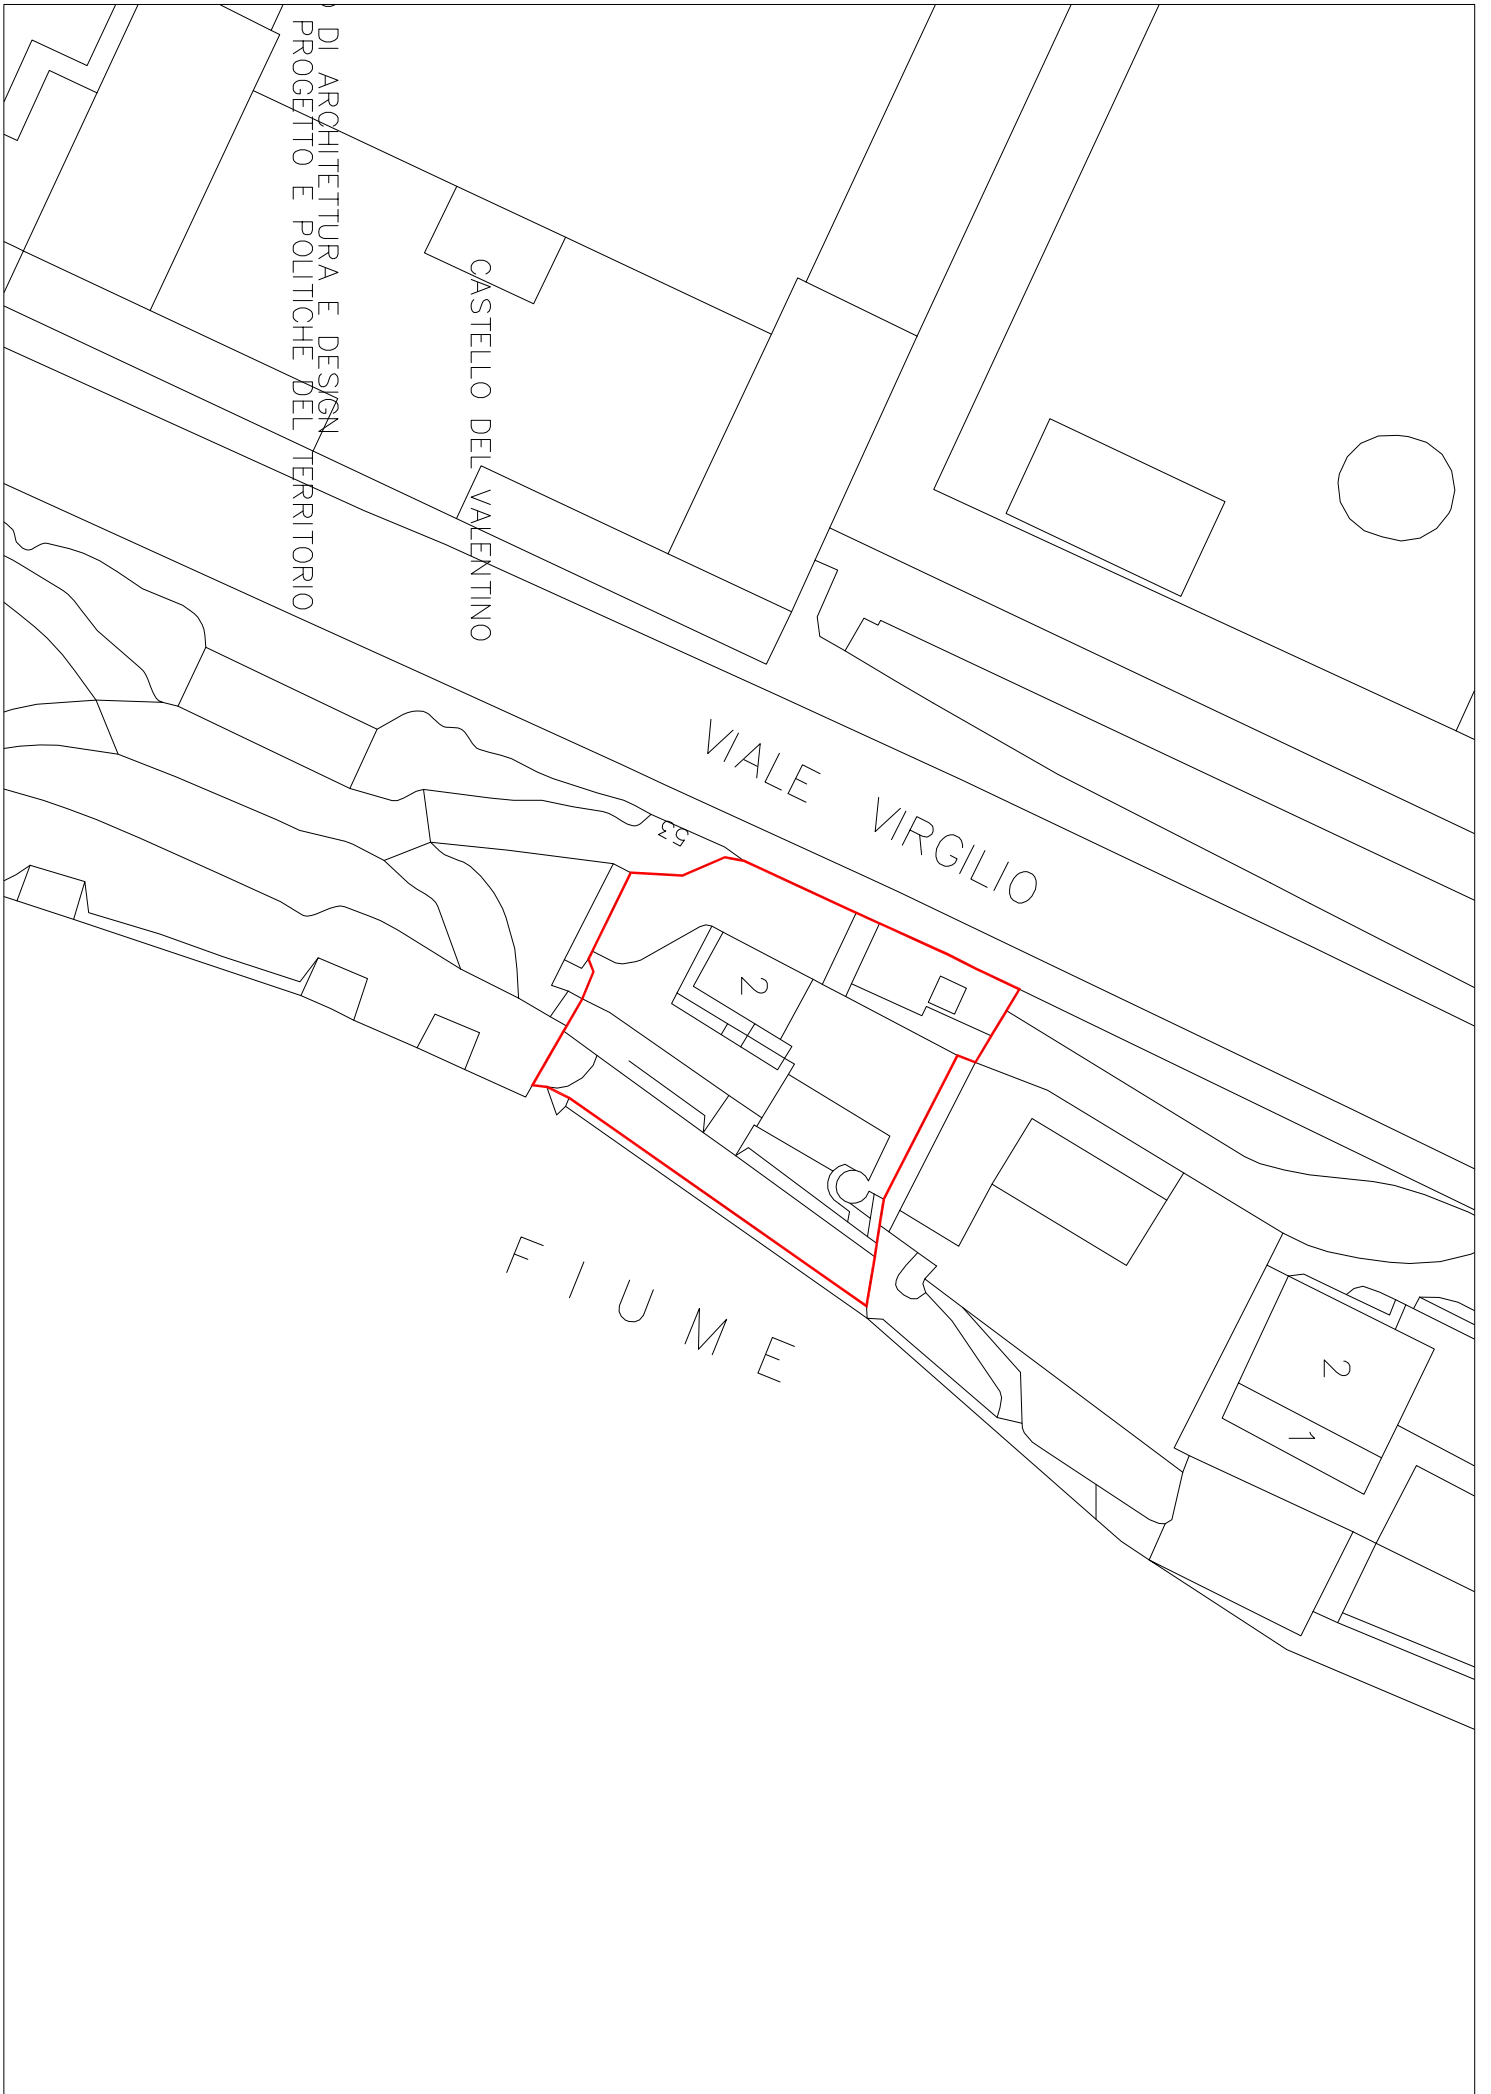 DI ARCHITETTURA E DESIGN
PROGETTO E POLITICHE DEL TERRITORIO
CASTELLO DEL VALENTINO
VIALE VIRGILIO
53
2
FIUME
2
1